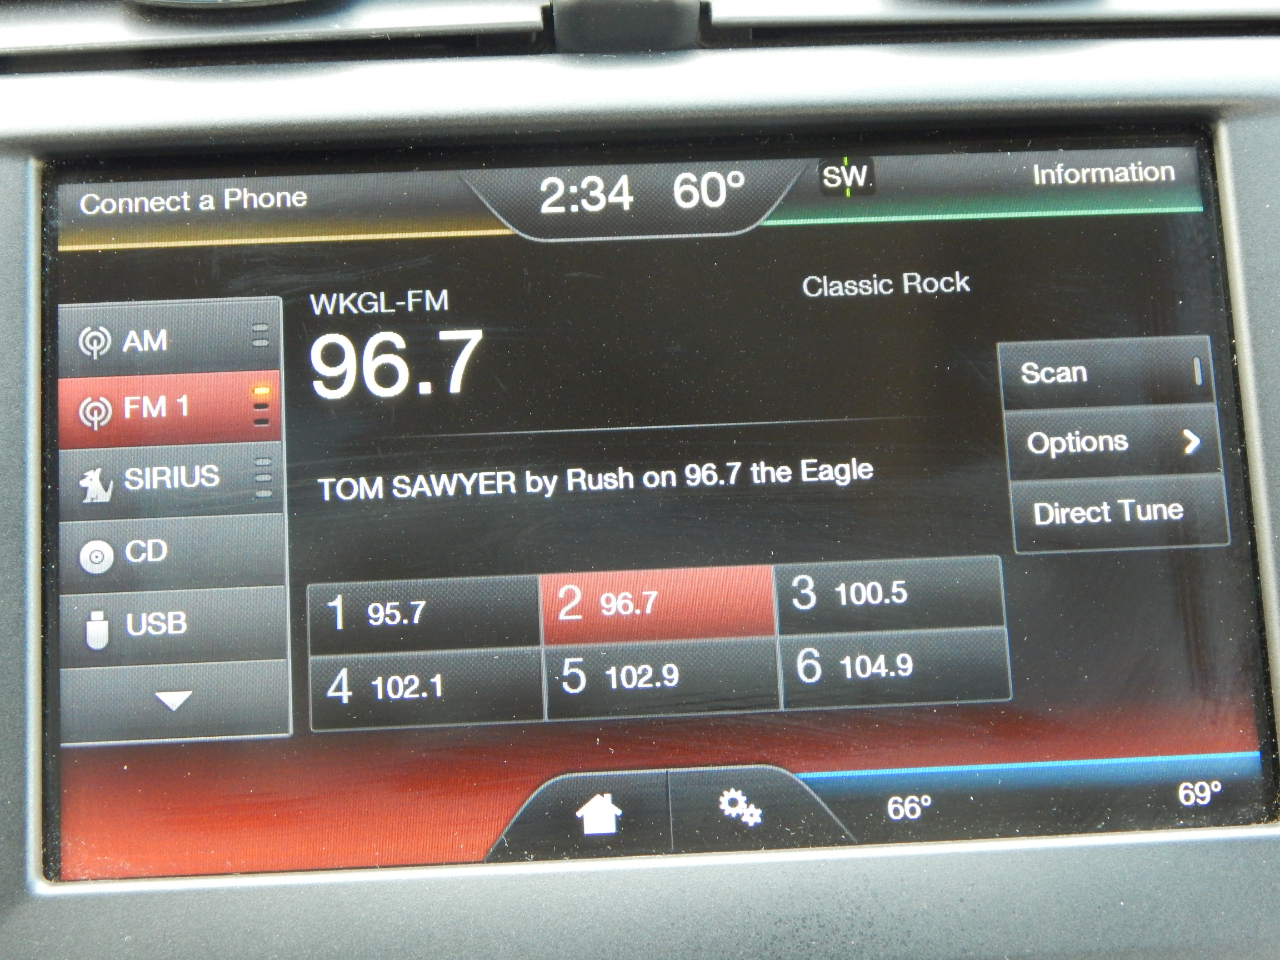 Connect a Phone
2:34 60°
SW
Information
AM
FM 1
SIRIUS
CD
USB
WKGL-FM
Classic Rock
96.7
TOM SAWYER by Rush on 96.7 the Eagle
Scan
Options
Direct Tune
1 95.7
2 96.7
3 100.5
4 102.1
5 102.9
6 104.9
66°
69°